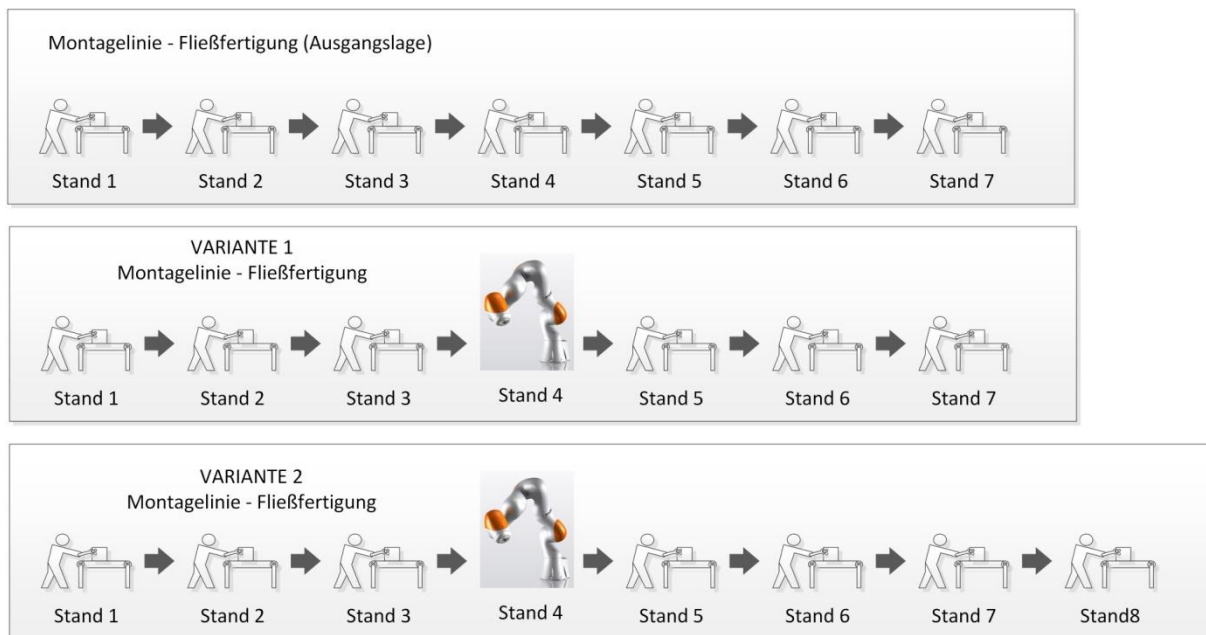 Montagelinie - Fließfertigung (Ausgangslage)
Stand 1 Stand 2 Stand 3 Stand 4 Stand 5 Stand 6 Stand 7
VARIANTE 1
Montagelinie - Fließfertigung
Stand 1 Stand 2 Stand 3 Stand 4 Stand 5 Stand 6 Stand 7
VARIANTE 2
Montagelinie - Fließfertigung
Stand 1 Stand 2 Stand 3 Stand 4 Stand 5 Stand 6 Stand 7 Stand8